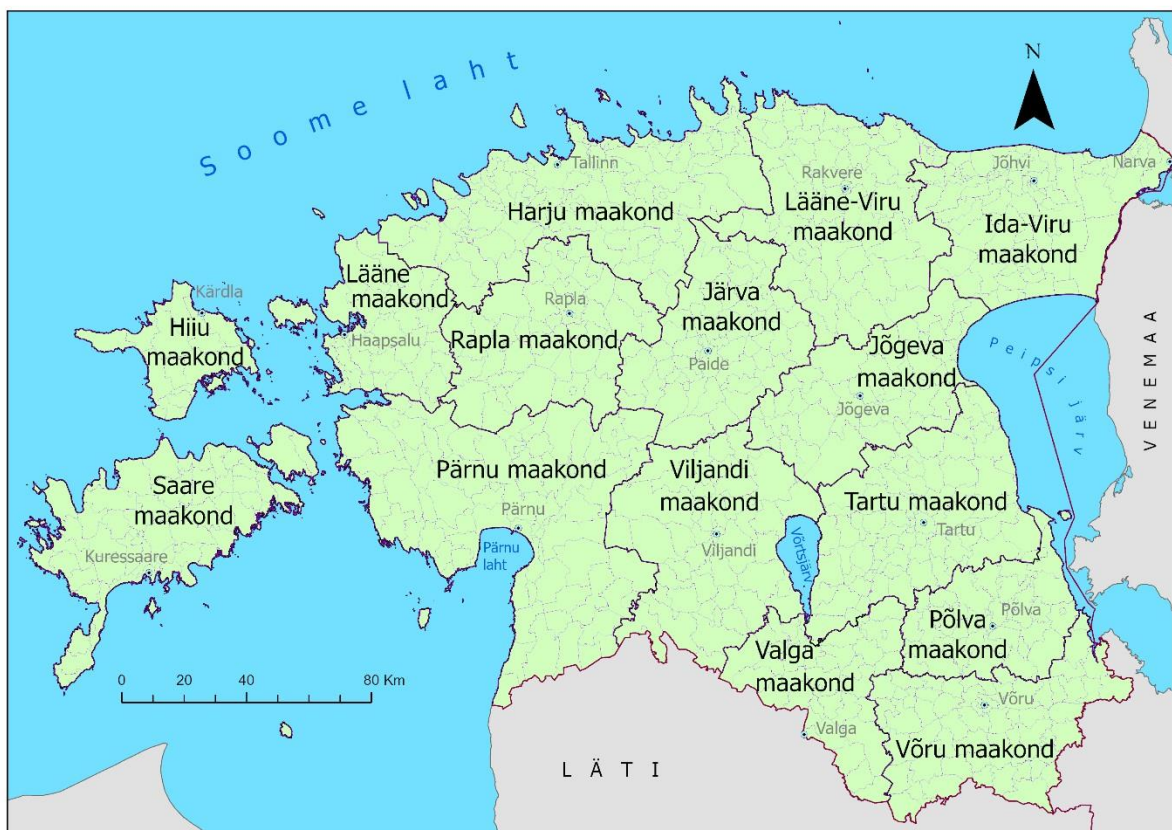 N
Soome laht
Tallinn
Harju maakond
Rakvere
Lääne-Viru
maakond
Jõhvi
Narva
Ida-Viru
maakond
Lääne
maakond
Haapsalu
Kärdla
Hiiu
maakond
Rapla
Rapla maakond
Järva
maakond
Paide
Jõgeva
maakond
Jõgeva
Peipsi järv
VENEMAA
Saare
maakond
Kuressaare
Pärnu maakond
Pärnu
Pärnu
laht
Viljandi
maakond
Viljandi
Võrtsjärv
Tartu maakond
Tartu
Põlva
Põlva
maakond
Valga
maakond
Valga
Võru
Võru maakond
0 20 40 80 Km
LÄTI